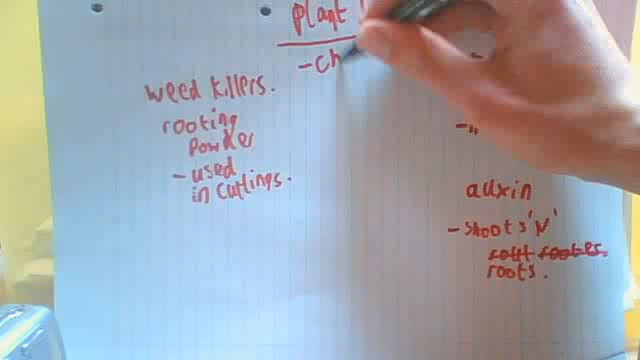 plant
-ch
weed killers.
rooting
powder
- used
in cuttings.
auxin
- shoots 'N'
roots.